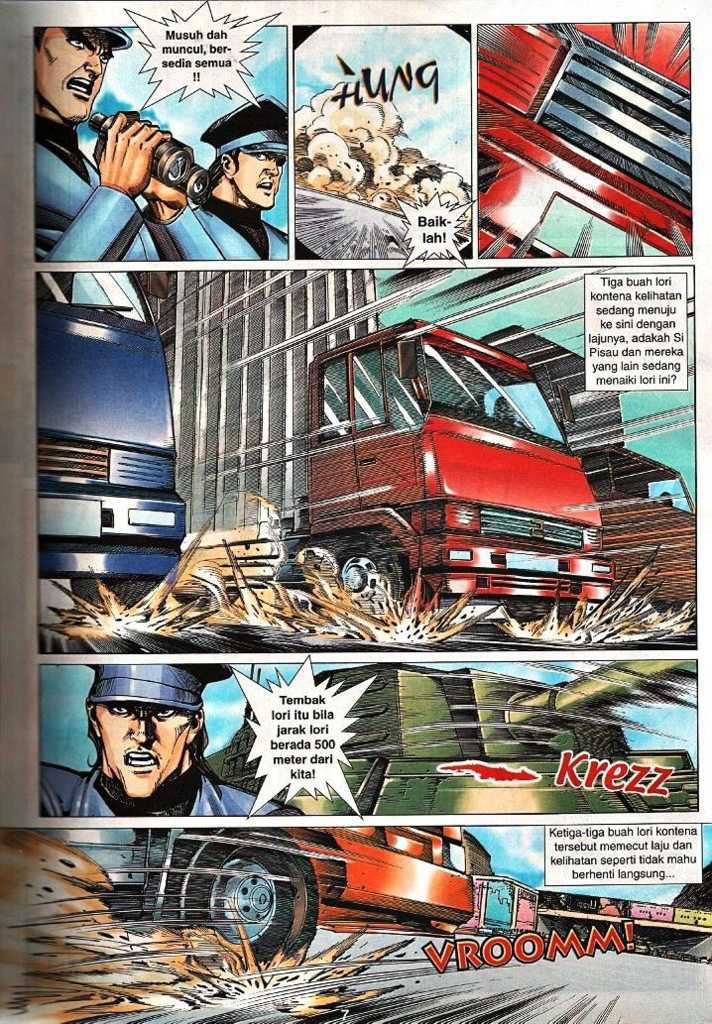 Musuh dah
muncul, ber-
sedia semua
!!
HUNG
Baik-
lah!
Tiga buah lori
kontena kelihatan
sedang menuju
ke sini dengan
lajunya, adakah Si
Pisau dan mereka
yang lain sedang
menaiki lori ini?
Tembak
lori itu bila
jarak lori
berada 500
meter dari
kita!
Krezz
Ketiga-tiga buah lori kontena
tersebut memecut laju dan
kelihatan seperti tidak mahu
berhenti langsung...
VROOMM!
7